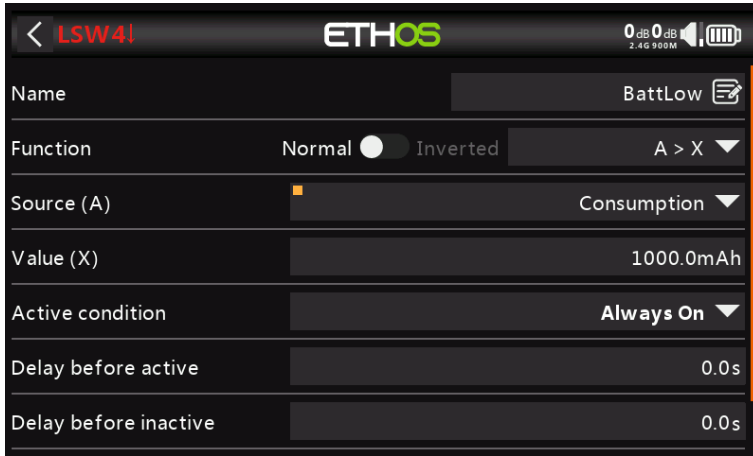 LSW4↓ ETHOS 0dB 0dB
2.4G 900M
Name BattLow
Function Normal Inverted A > X
Source (A) Consumption
Value (X) 1000.0mAh
Active condition Always On
Delay before active 0.0s
Delay before inactive 0.0s